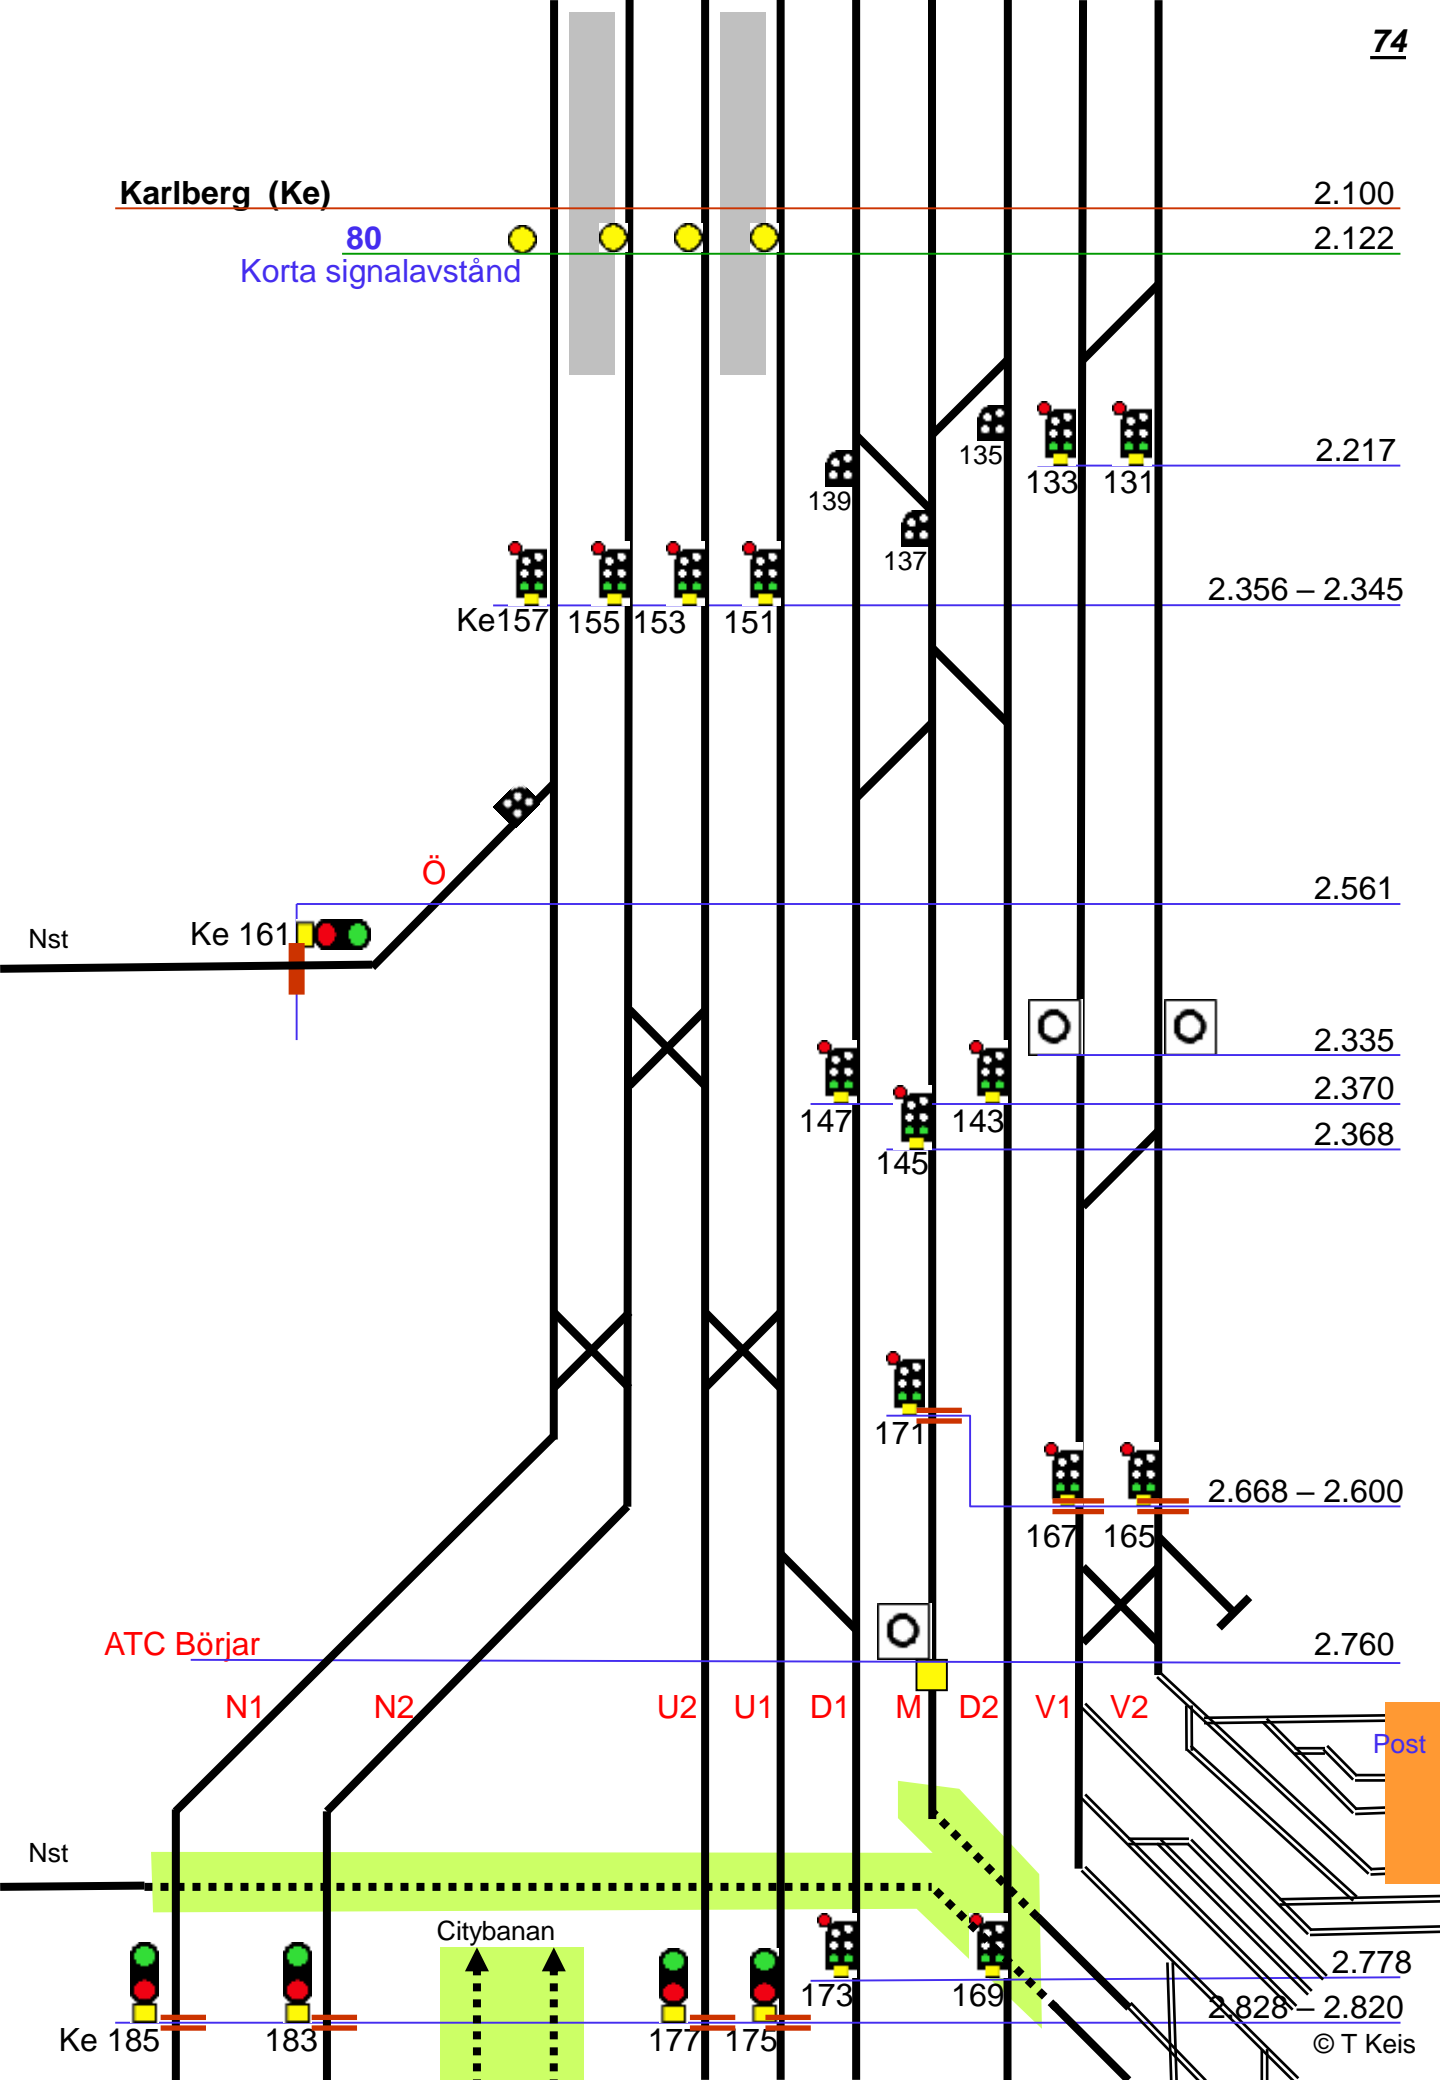 74
Karlberg (Ke) 2.100
80 2.122
Korta signalavstånd
135 133 131 2.217
139
137
2.356 – 2.345
Ke157 155 153 151
Ö
2.561
Nst Ke 161
2.335
2.370
147 143
2.368
145
171
2.668 – 2.600
167 165
ATC Börjar 2.760
N1 N2 U2 U1 D1 M D2 V1 V2
Post
Nst
Citybanan
2.778
173 169
2.828 – 2.820
Ke 185 183 177 175
© T Keis